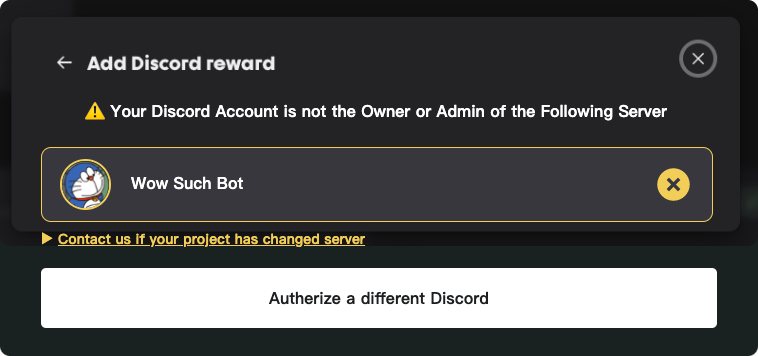 Add Discord reward
Your Discord Account is not the Owner or Admin of the Following Server
Wow Such Bot
Contact us if your project has changed server
Autherize a different Discord